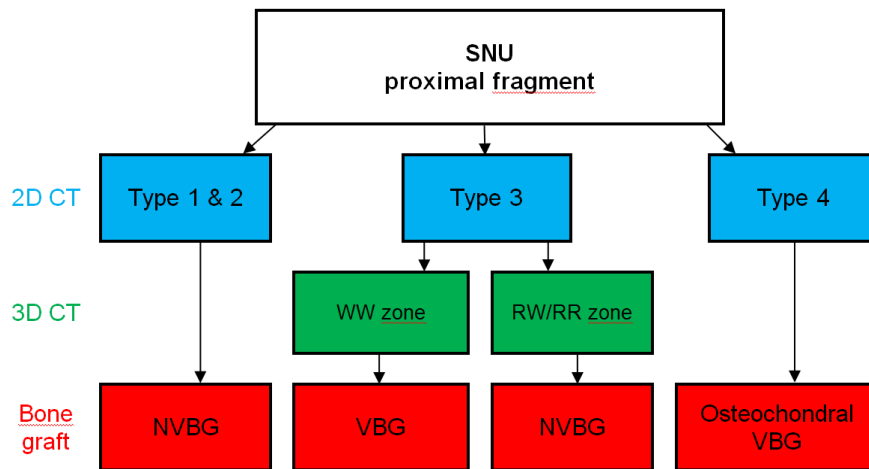 SNU
proximal fragment
2D CT
Type 1 & 2
Type 3
Type 4
3D CT
WW zone
RW/RR zone
Bone
graft
NVBG
VBG
NVBG
Osteochondral
VBG